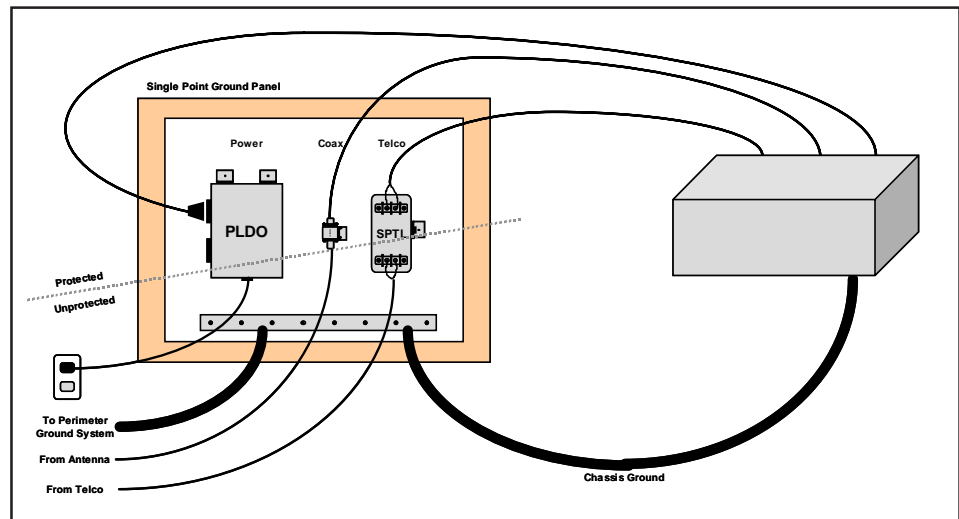 Single Point Ground Panel
Power
Coax
Telco
PLDO
SPTL
Protected
Unprotected
To Perimeter
Ground System
From Antenna
From Telco
Chassis Ground